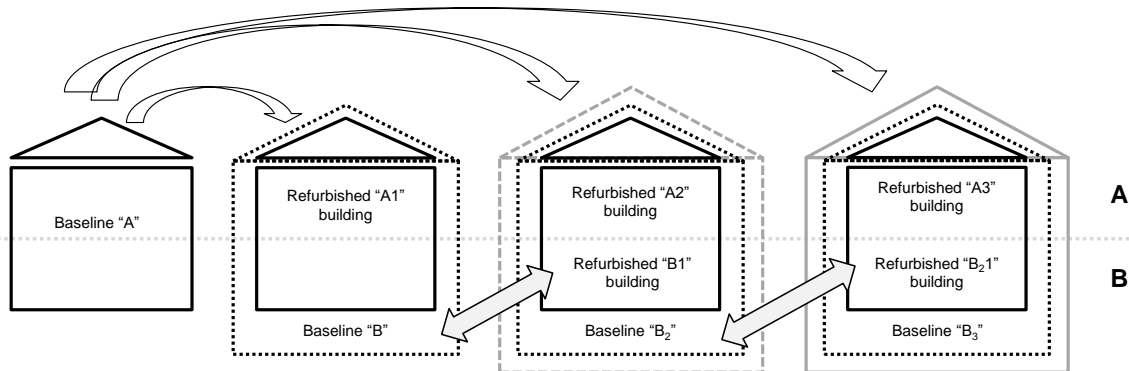 Baseline "A"
Refurbished "A1"
building
Refurbished "A2"
building
Refurbished "A3"
building
A
Refurbished "B1"
building
Refurbished "B₂1"
building
B
Baseline "B"
Baseline "B₂"
Baseline "B₃"